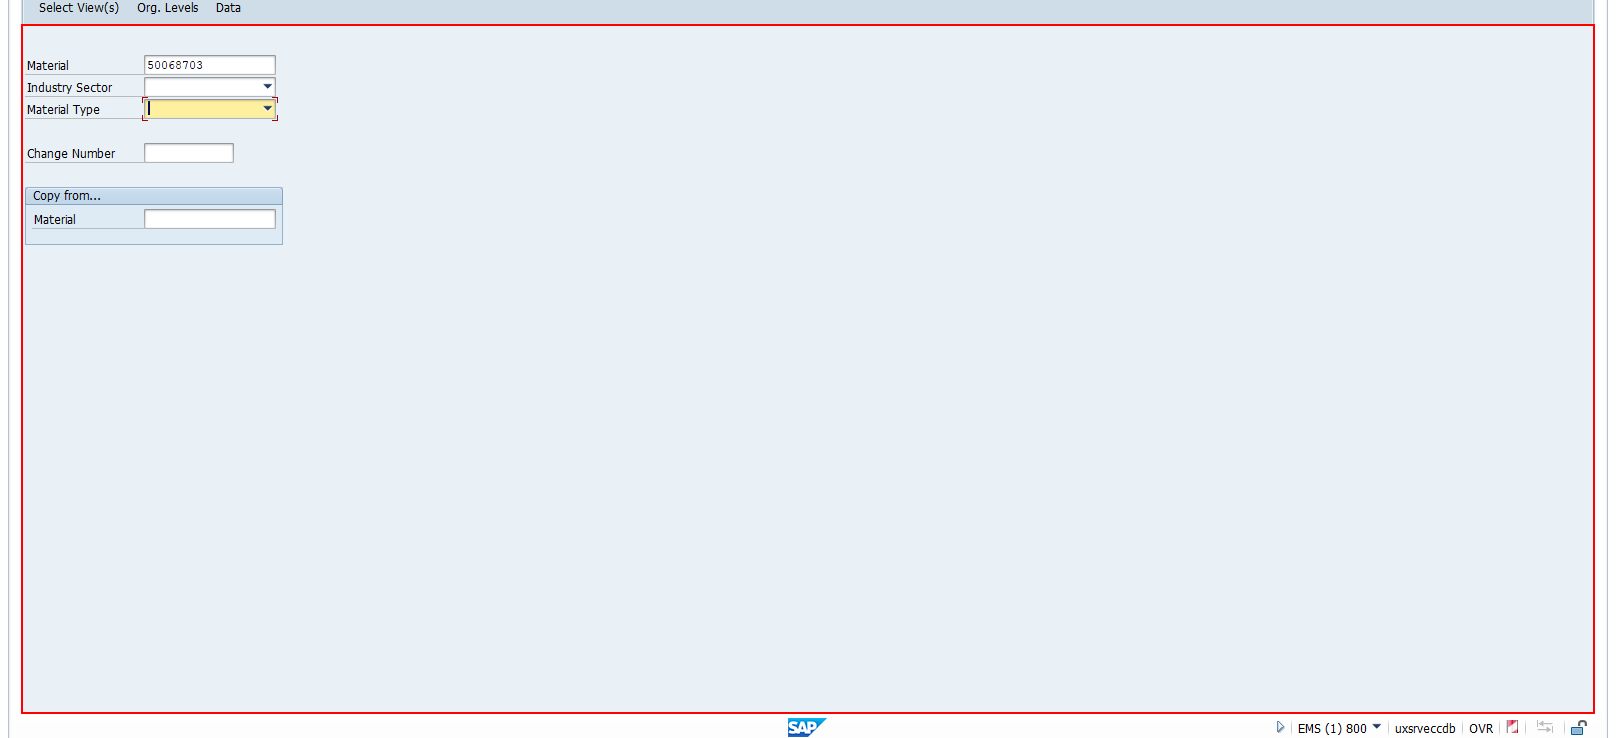 Select View(s) Org. Levels Data
Material 50068703
Industry Sector
Material Type
Change Number
Copy from...
Material
SAP EMS (1) 800 uxsrveccdb OVR